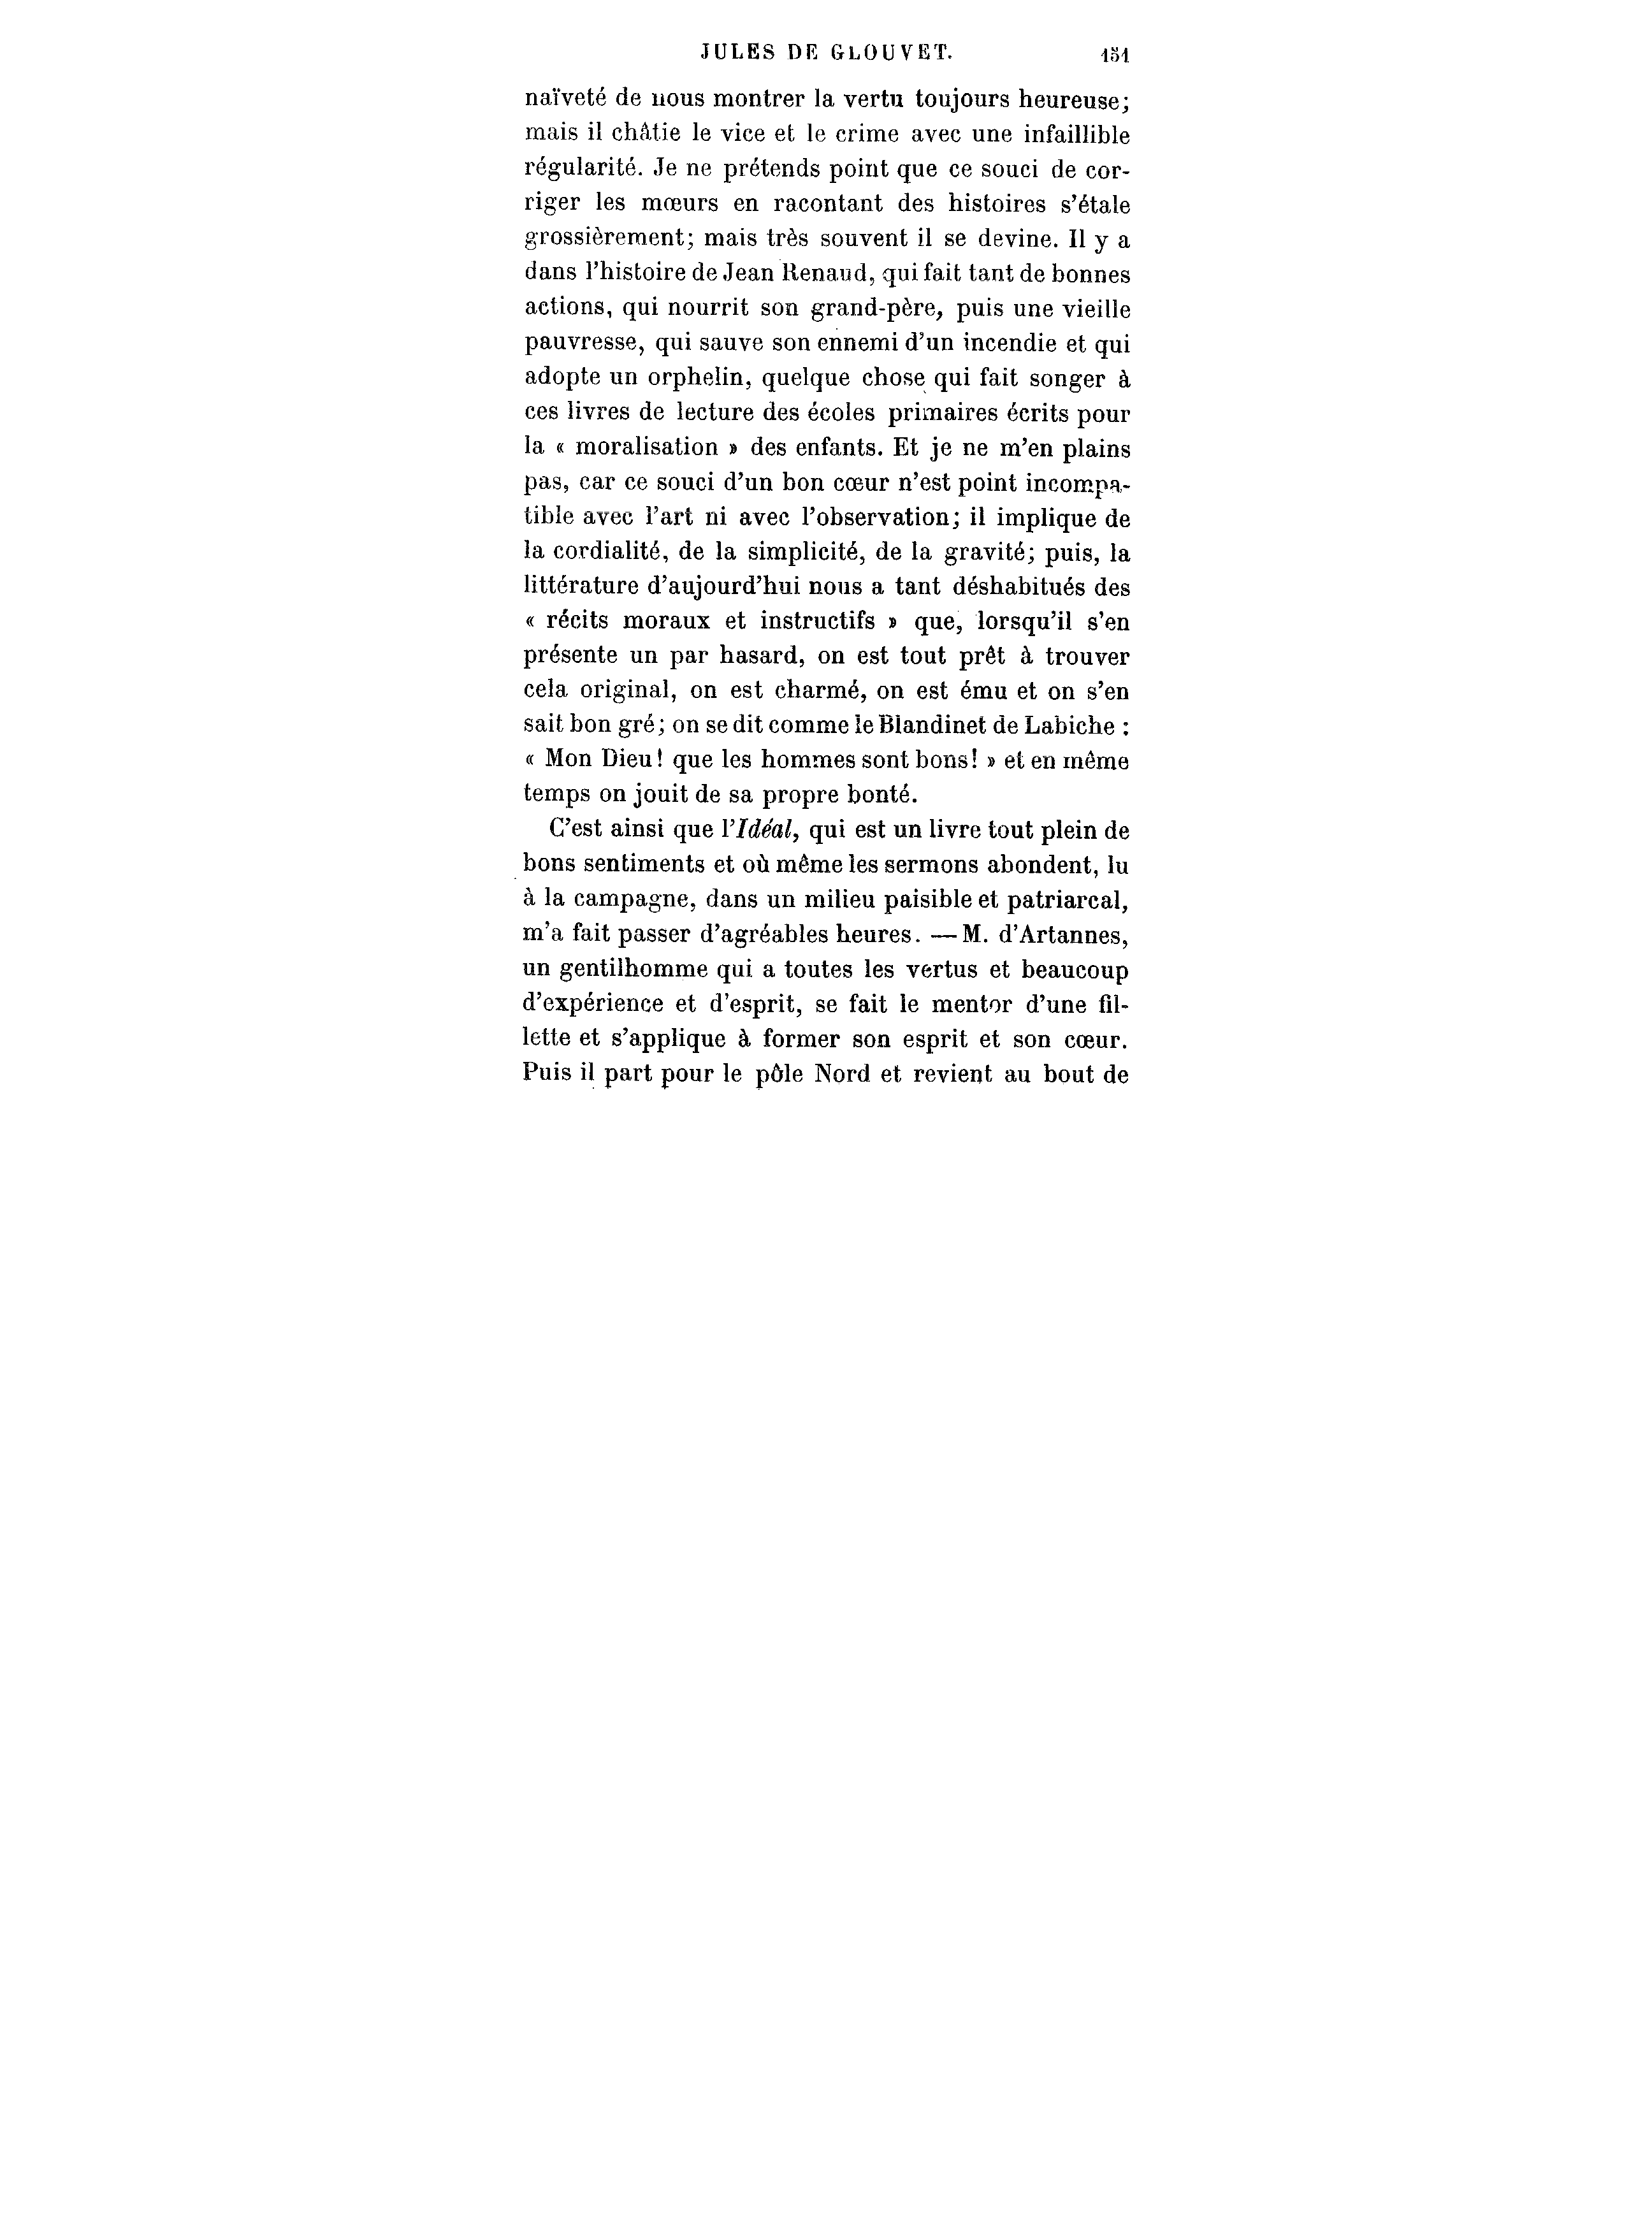 JULES DE GLOUVET. 151
naïveté de nous montrer la vertu toujours heureuse;
mais il châtie le vice et le crime avec une infaillible
régularité. Je ne prétends point que ce souci de cor-
riger les mœurs en racontant des histoires s'étale
grossièrement; mais très souvent il se devine. Il y a
dans l'histoire de Jean Renaud, qui fait tant de bonnes
actions, qui nourrit son grand-père, puis une vieille
pauvresse, qui sauve son ennemi d'un incendie et qui
adopte un orphelin, quelque chose qui fait songer à
ces livres de lecture des écoles primaires écrits pour
la « moralisation » des enfants. Et je ne m'en plains
pas, car ce souci d'un bon cœur n'est point incompa-
tible avec l'art ni avec l'observation; il implique de
la cordialité, de la simplicité, de la gravité; puis, la
littérature d'aujourd'hui nous a tant déshabitués des
« récits moraux et instructifs » que, lorsqu'il s'en
présente un par hasard, on est tout prêt à trouver
cela original, on est charmé, on est ému et on s'en
sait bon gré; on se dit comme le Blandinet de Labiche :
« Mon Dieu! que les hommes sont bons! » et en même
temps on jouit de sa propre bonté.
C'est ainsi que l'Idéal, qui est un livre tout plein de
bons sentiments et où même les sermons abondent, lu
à la campagne, dans un milieu paisible et patriarcal,
m'a fait passer d'agréables heures. — M. d'Artannes,
un gentilhomme qui a toutes les vertus et beaucoup
d'expérience et d'esprit, se fait le mentor d'une fil-
lette et s'applique à former son esprit et son cœur.
Puis il part pour le pôle Nord et revient au bout de